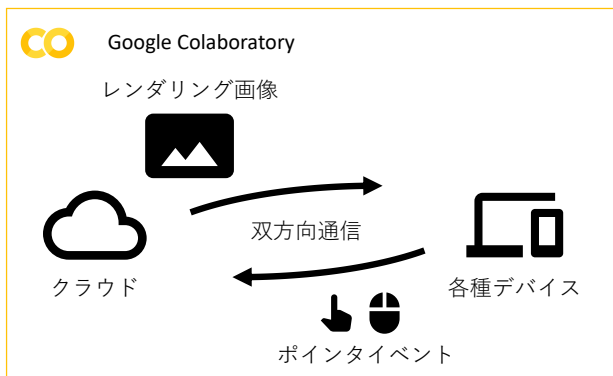 Google Colaboratory
レンダリング画像
双方向通信
クラウド
各種デバイス
ポインタイベント